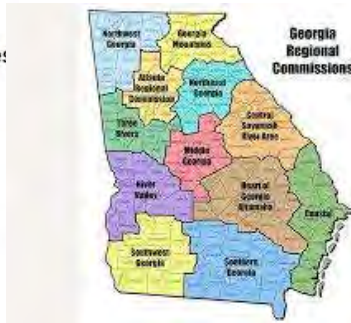 es
Georgia
Regional
Commissions
Northwest
Georgia
Georgia
Mountains
Atlanta
Regional
Commission
Northeast
Georgia
Three
Rivers
Central
Savannah
River Area
Middle
Georgia
River
Valley
Heart of
Georgia
Altamaha
Coastal
Southwest
Georgia
Southern
Georgia